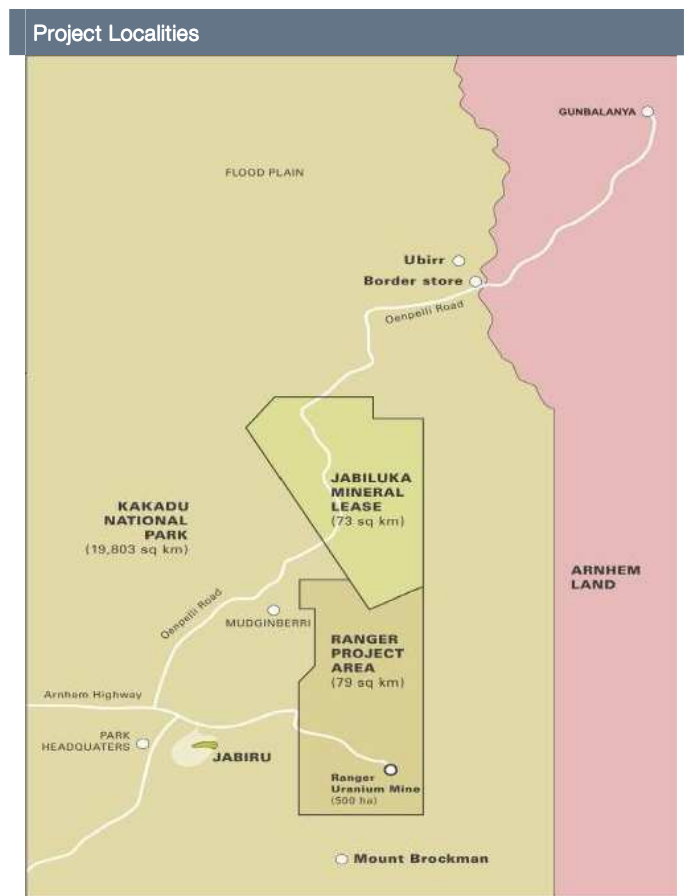 Project Localities
GUNBALANYA
FLOOD PLAIN
Ubirr
Border store
Oenpelli Road
JABILUKA
MINERAL
LEASE
(73 sq km)
KAKADU
NATIONAL
PARK
(19,803 sq km)
ARNHEM
LAND
Oenpelli Road
MUDGINBERRI
RANGER
PROJECT
AREA
(79 sq km)
Arnhem Highway
PARK
HEADQUATERS
JABIRU
Ranger
Uranium Mine
(500 ha)
Mount Brockman